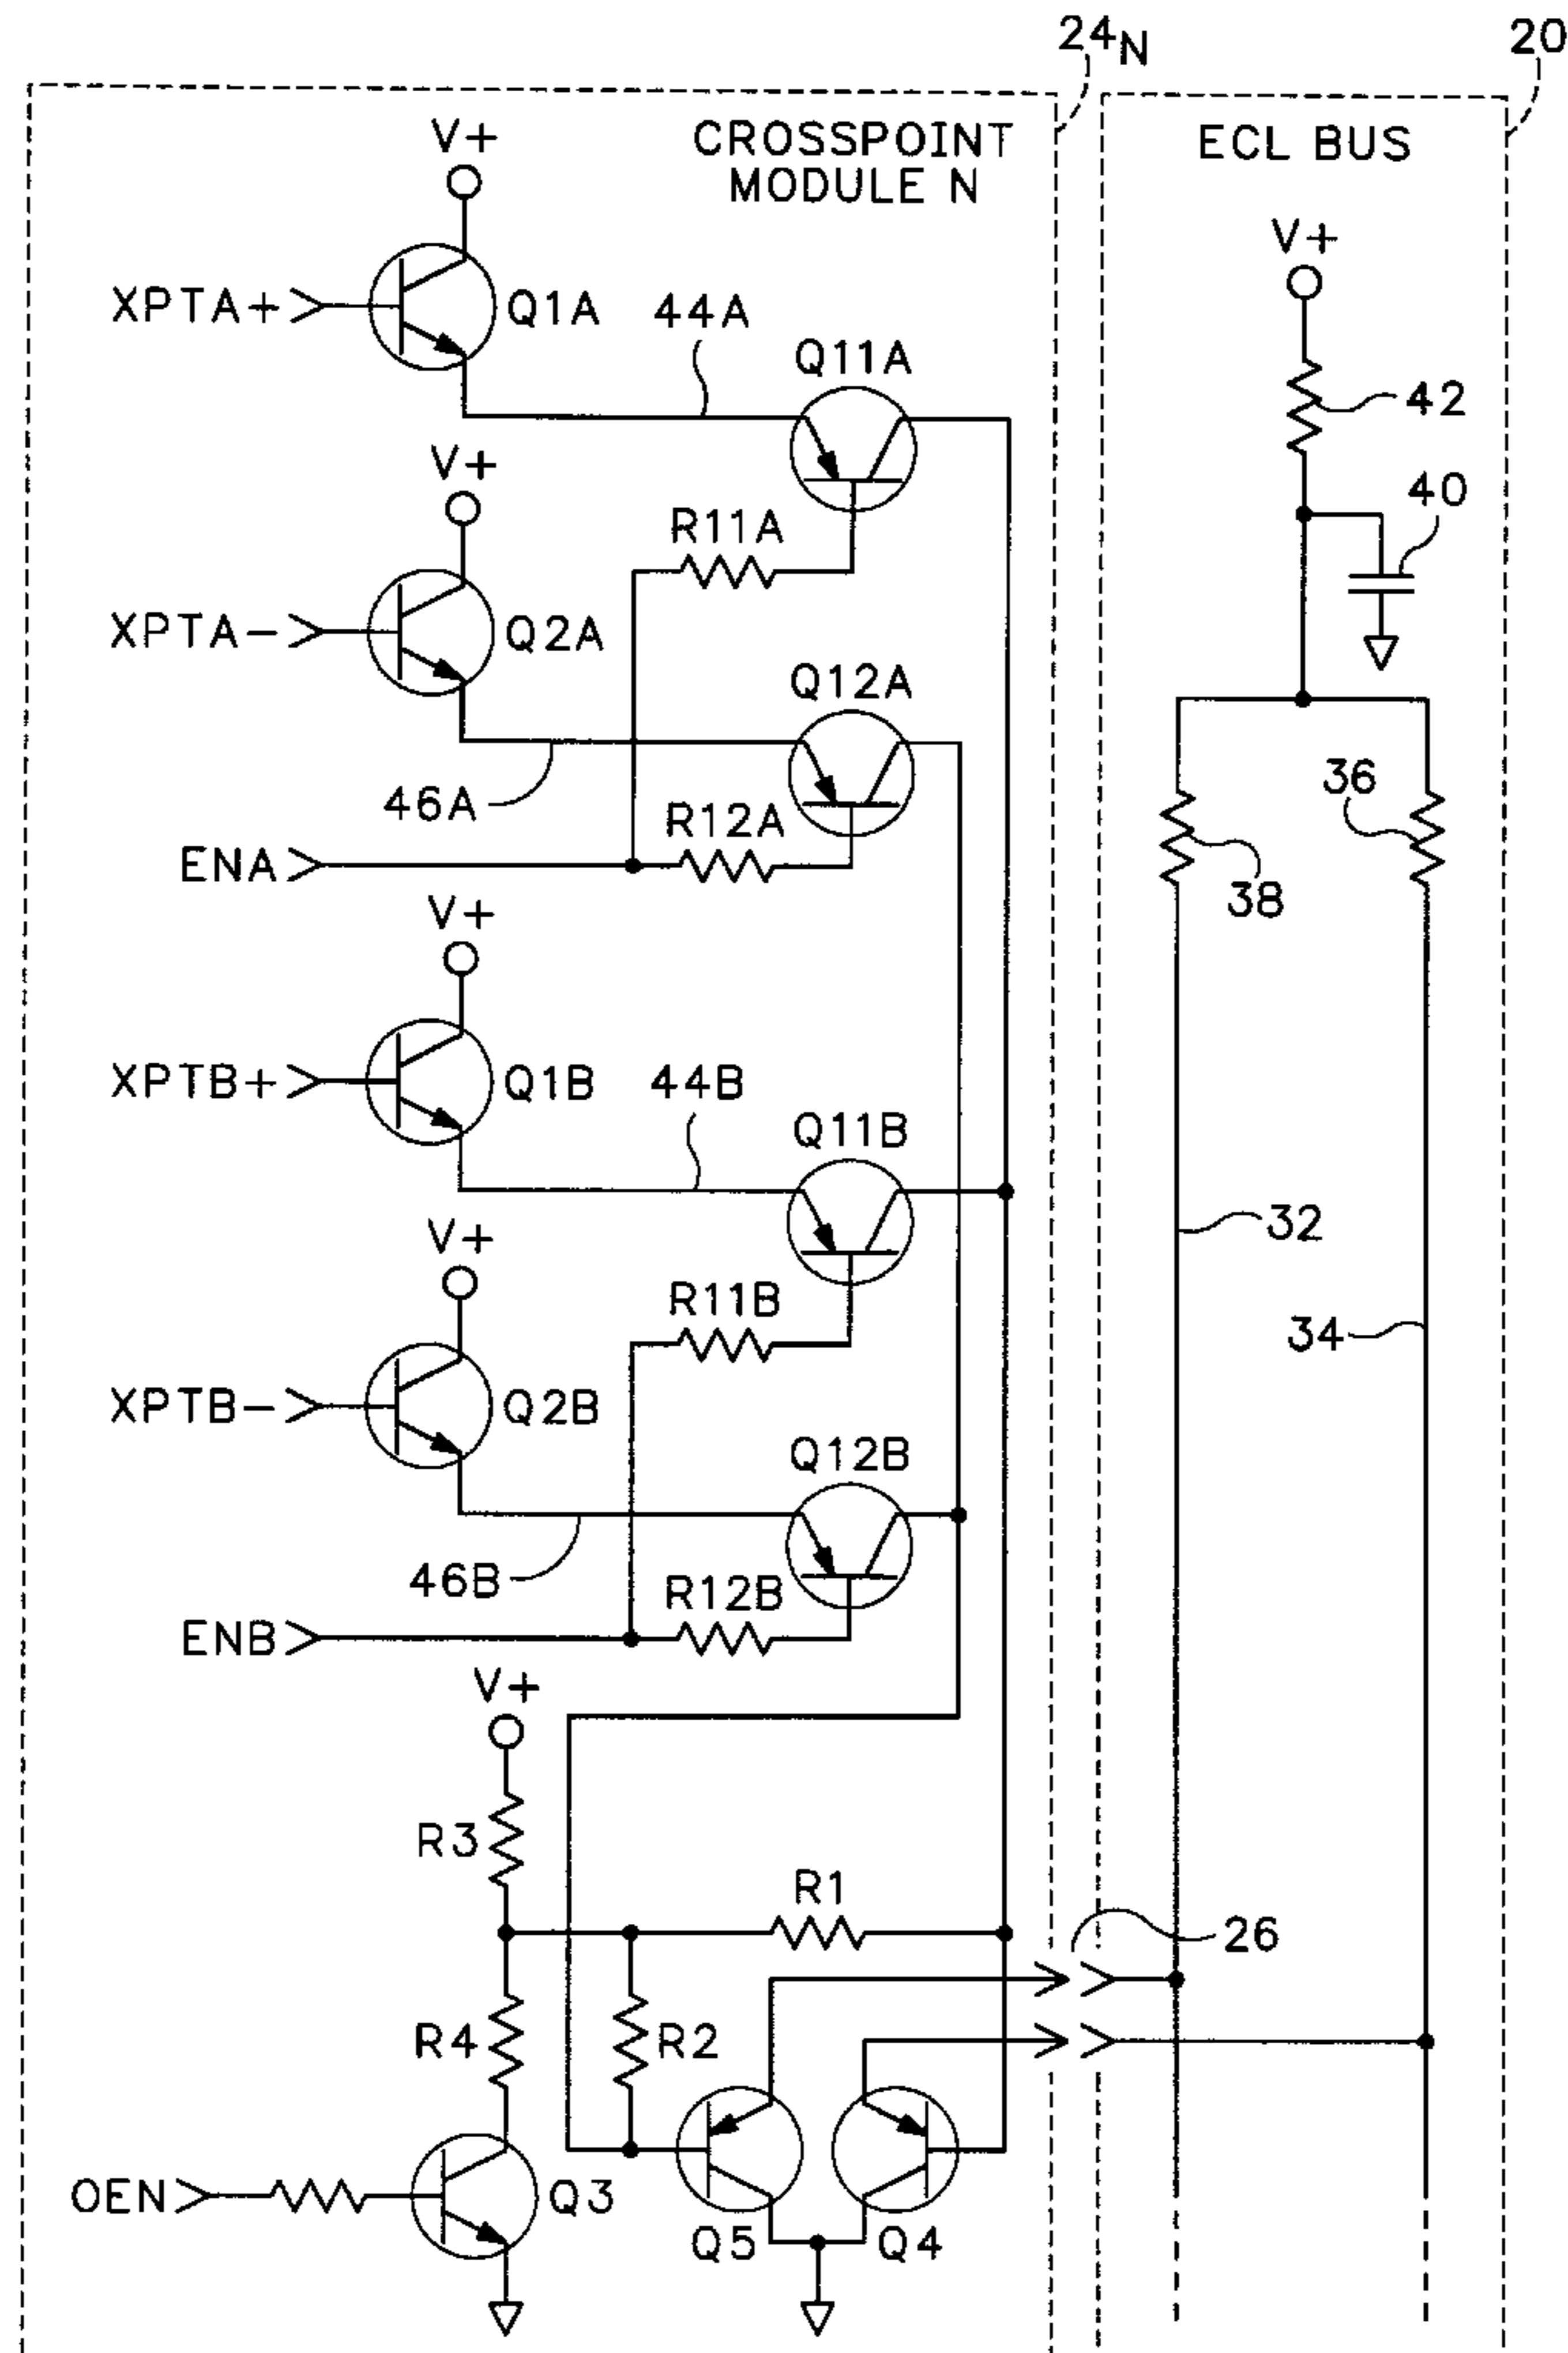 24N
20
CROSSPOINT
MODULE N
ECL BUS
V+
V+
XPTA+
Q1A
44A
Q11A
42
V+
40
R11A
XPTA-
Q2A
Q12A
36
46A
R12A
ENA
38
V+
XPTB+
Q1B
44B
Q11B
32
V+
R11B
34
XPTB-
Q2B
Q12B
46B
R12B
ENB
V+
R3
R1
26
R4
R2
OEN
Q3
Q5
Q4